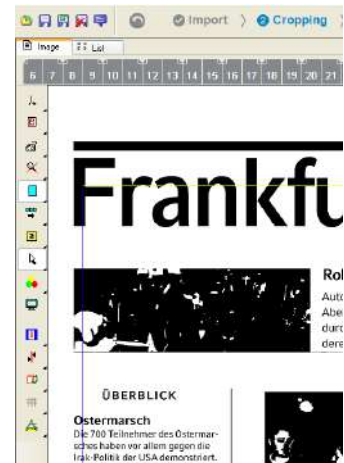 Import 〉 Cropping 〉
Image List
6 7 8 9 10 11 12 13 14 15 16 17 18 19 20 21
Frankfu
Rol
Auto
Aber
durc
dere
ÜBERBLICK
Ostermarsch
Die 700 Teilnehmer des Ostermar-
sches haben vor allem gegen die
Irak-Politik der USA demonstriert.